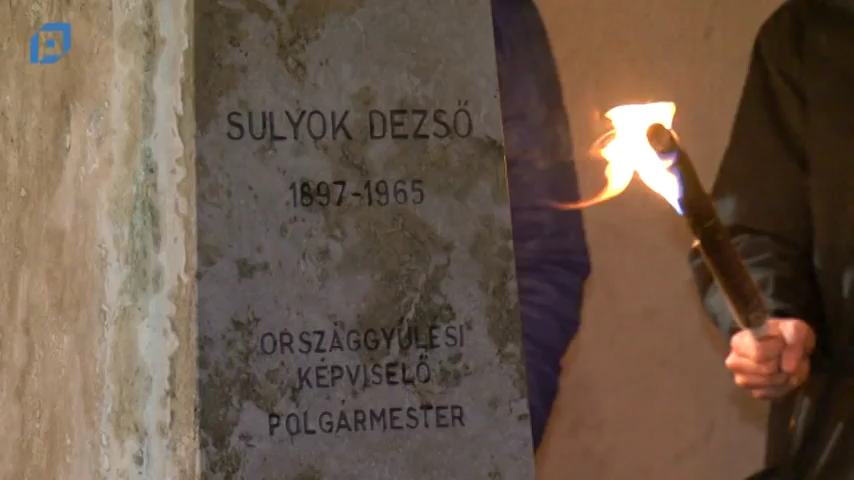 SULYOK DEZSŐ
1897-1965
ORSZÁGGYŰLÉSI
KÉPVISELŐ
POLGÁRMESTER